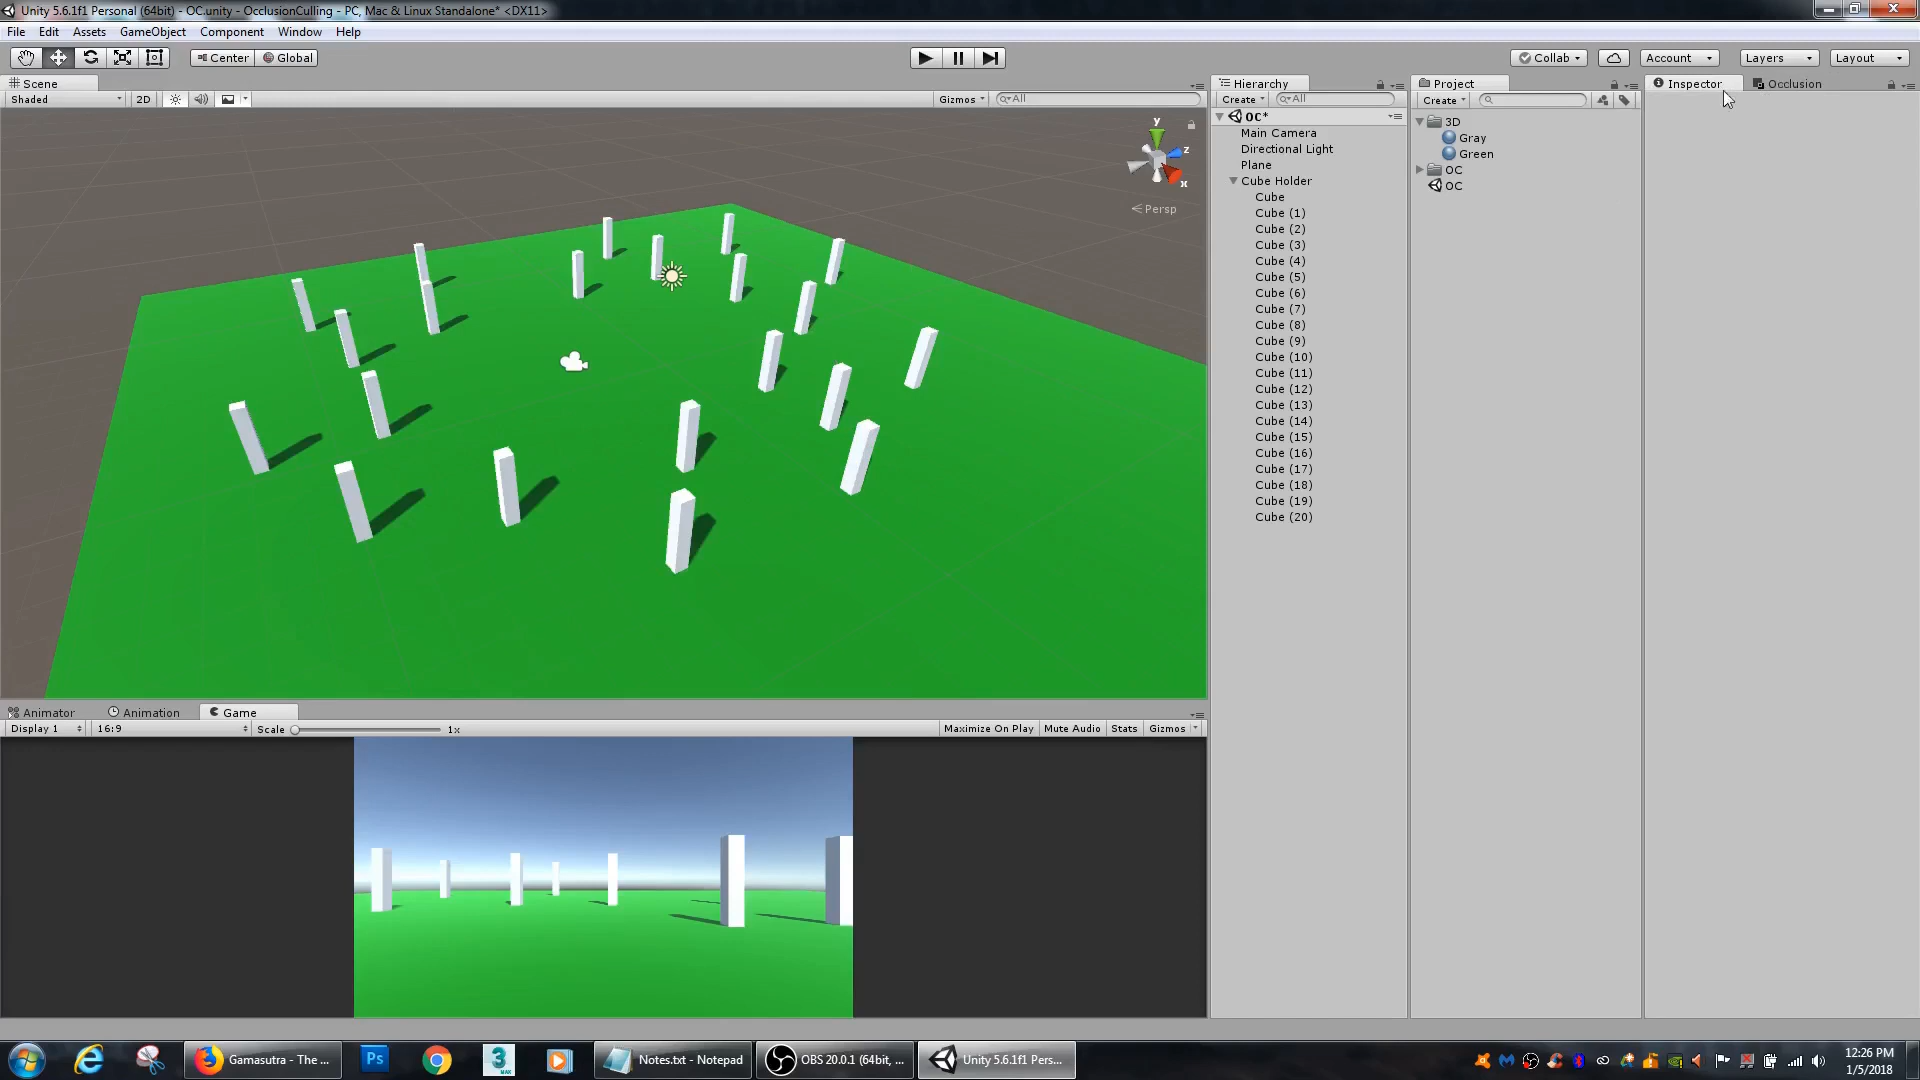 Unity 5.6.1f1 Personal (64bit) - OC.unity - OcclusionCulling - PC, Mac & Linux Standalone* <DX11>
File Edit Assets GameObject Component Window Help
Center Global Collab Account Layers Layout
Scene
Shaded 2D Gizmos All
y
z
x
Persp
Hierarchy
Create All
OC*
Main Camera
Directional Light
Plane
Cube Holder
Cube
Cube (1)
Cube (2)
Cube (3)
Cube (4)
Cube (5)
Cube (6)
Cube (7)
Cube (8)
Cube (9)
Cube (10)
Cube (11)
Cube (12)
Cube (13)
Cube (14)
Cube (15)
Cube (16)
Cube (17)
Cube (18)
Cube (19)
Cube (20)
Project
Create
3D
Gray
Green
OC
OC
Inspector Occlusion
Animator Animation Game
Display 1 16:9 Scale 1x Maximize On Play Mute Audio Stats Gizmos
Gamasutra - The ... Ps 3 MAX Notes.txt - Notepad OBS 20.0.1 (64bit, ... Unity 5.6.1f1 Pers...
12:26 PM
1/5/2018